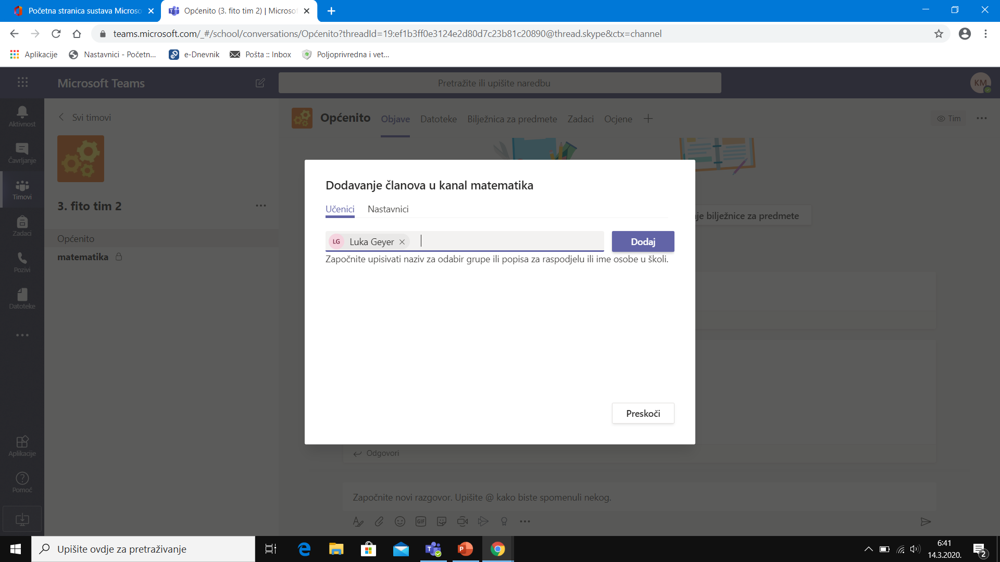 Početna stranica sustava Microso
Općenito (3. fito tim 2) | Microsof
teams.microsoft.com/_#/school/conversations/Općenito?threadId=19:ef1b3ff0e3124e2d80d7c23b81c20890@thread.skype&ctx=channel
Aplikacije
Nastavnici - Početn...
e-Dnevnik
Pošta :: Inbox
Poljoprivredna i vet...
Microsoft Teams
Pretražite ili upišite naredbu
KM
Aktivnost
Čavrljanje
Timovi
Zadaci
Pozivi
Datoteke
Aplikacije
Pomoć
Svi timovi
3. fito tim 2
Općenito
matematika
Općenito
Objave
Datoteke
Bilježnica za predmete
Zadaci
Ocjene
Tim
je bilježnice za predmete
Dodavanje članova u kanal matematika
Učenici
Nastavnici
LG Luka Geyer
Dodaj
Započnite upisivati naziv za odabir grupe ili popisa za raspodjelu ili ime osobe u školi.
Preskoči
Odgovori
Započnite novi razgovor. Upišite @ kako biste spomenuli nekog.
GIF
Upišite ovdje za pretraživanje
6:41
14.3.2020.
2